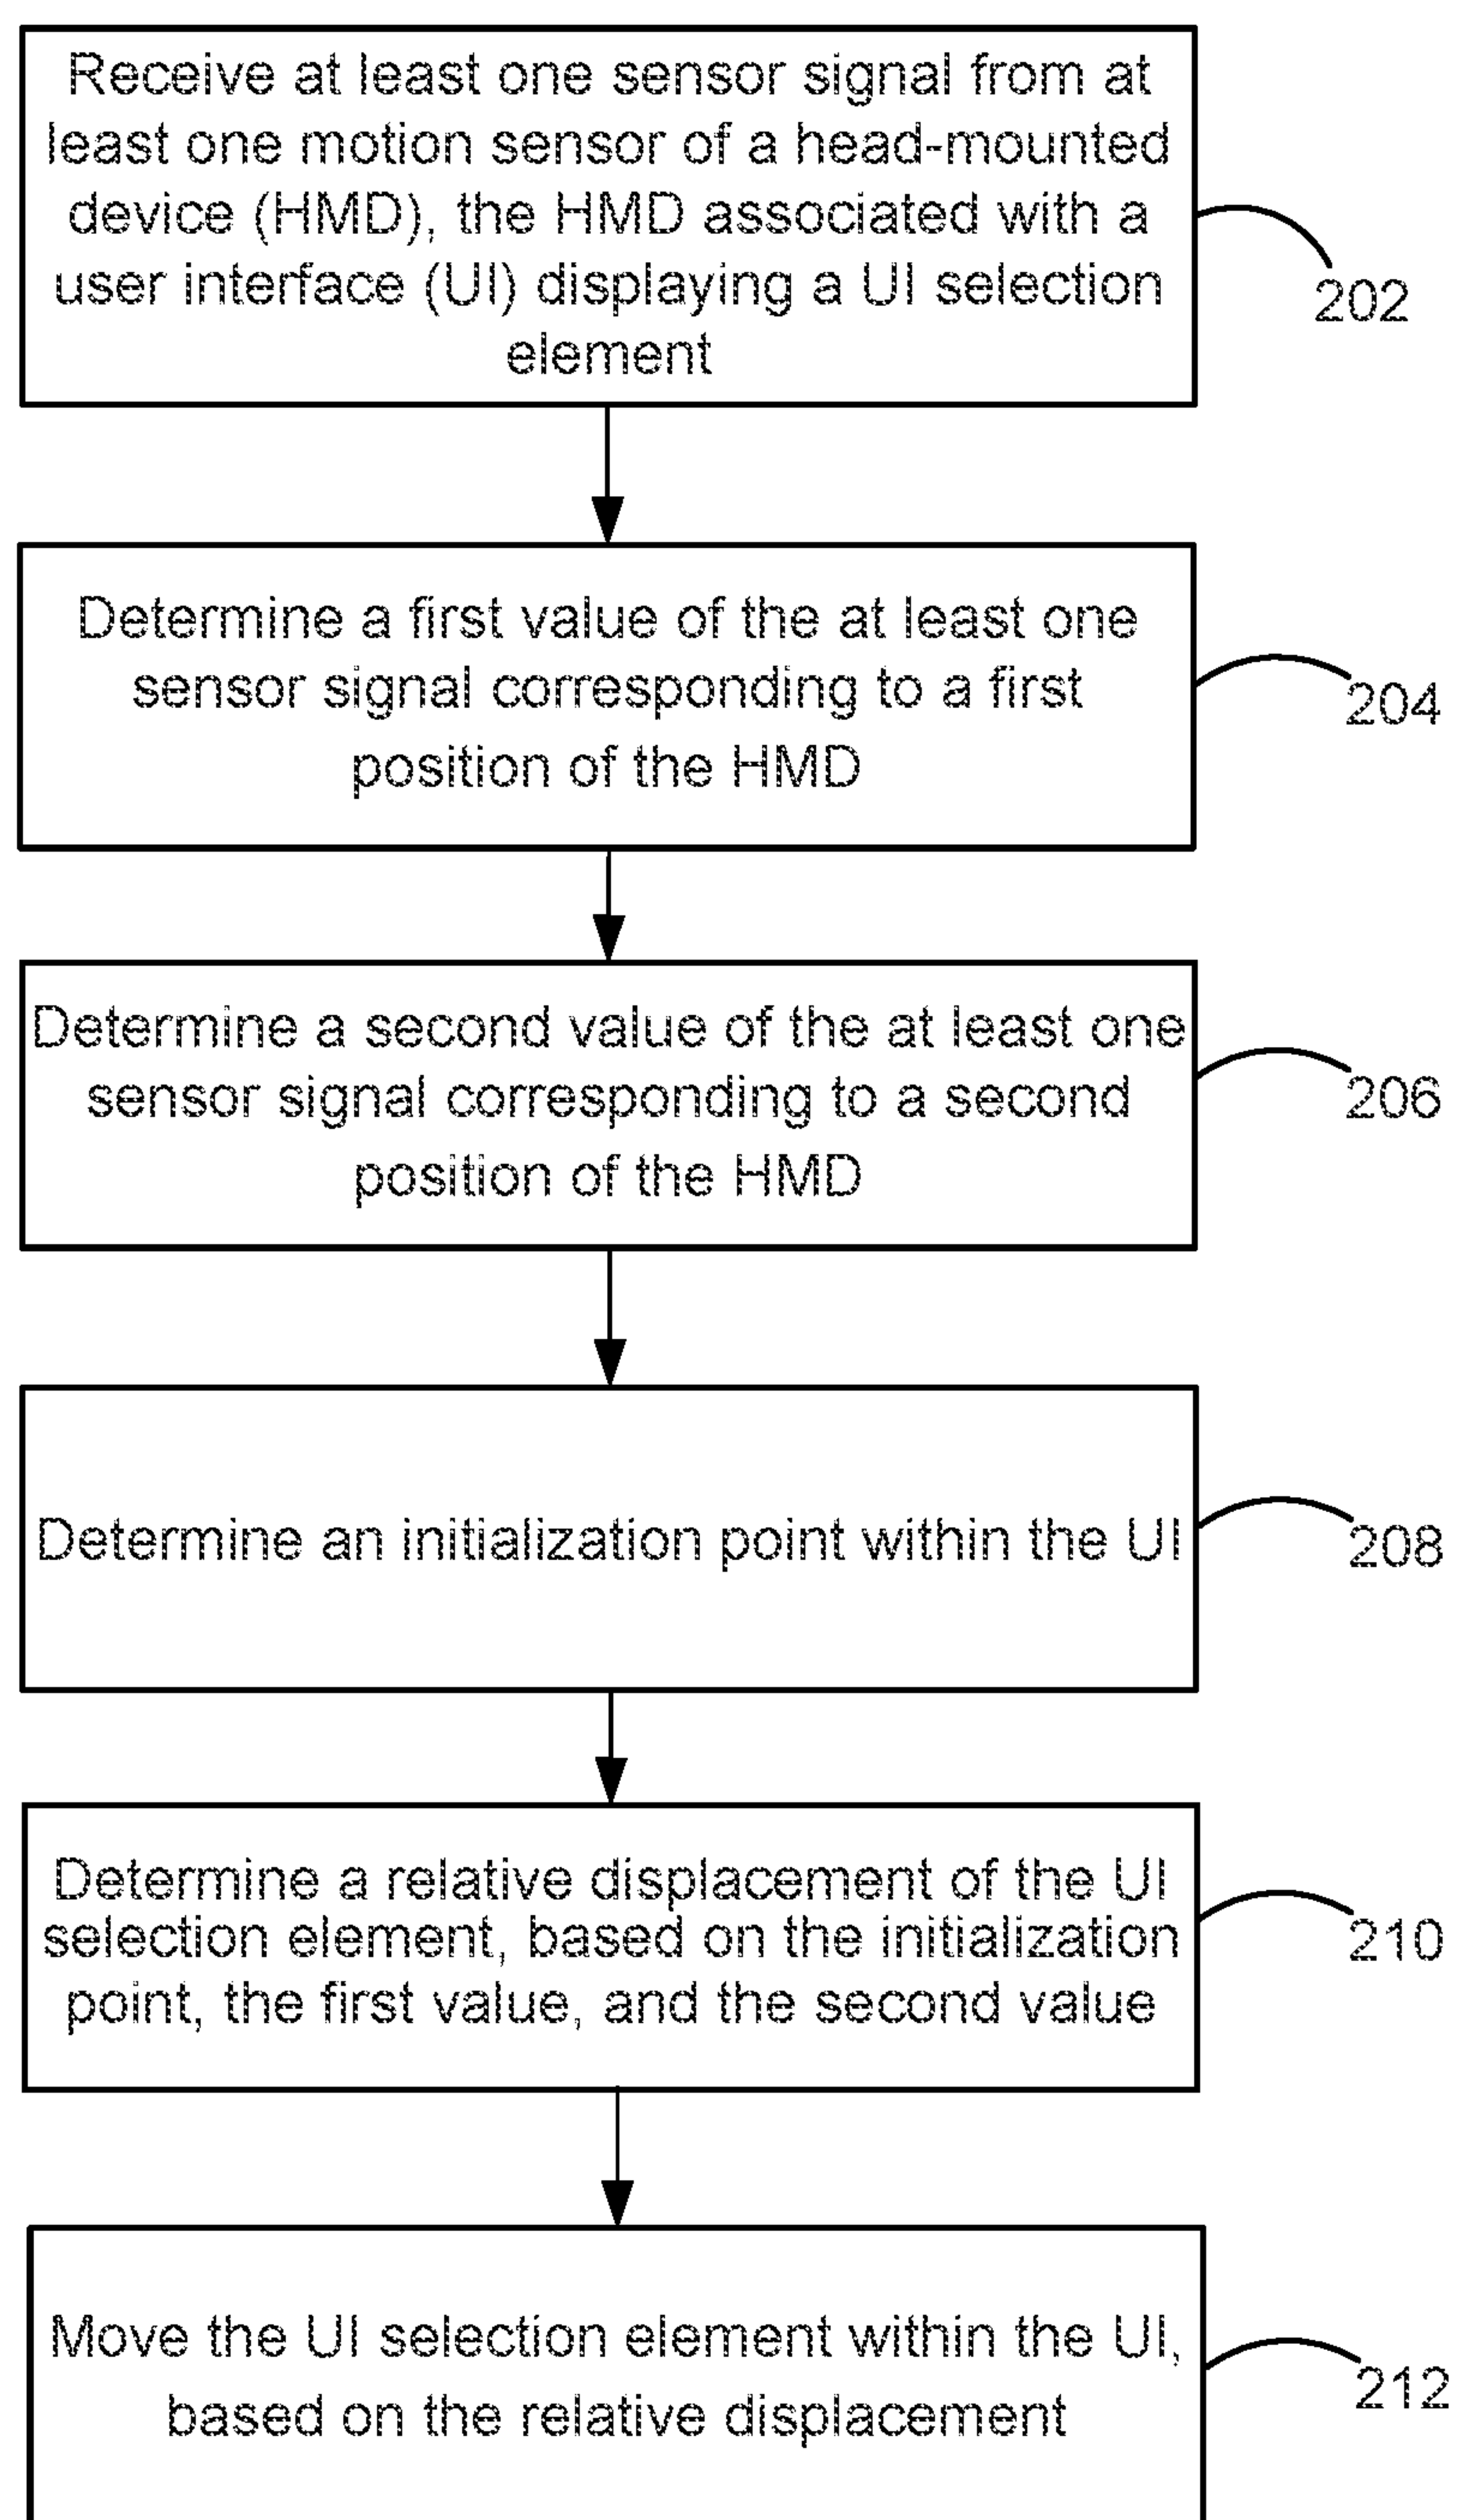 Receive at least one sensor signal from at
least one motion sensor of a head-mounted
device (HMD), the HMD associated with a
user interface (UI) displaying a UI selection
element
202
Determine a first value of the at least one
sensor signal corresponding to a first
position of the HMD
204
Determine a second value of the at least one
sensor signal corresponding to a second
position of the HMD
206
Determine an initialization point within the UI
208
Determine a relative displacement of the UI
selection element, based on the initialization
point, the first value, and the second value
210
Move the UI selection element within the UI,
based on the relative displacement
212